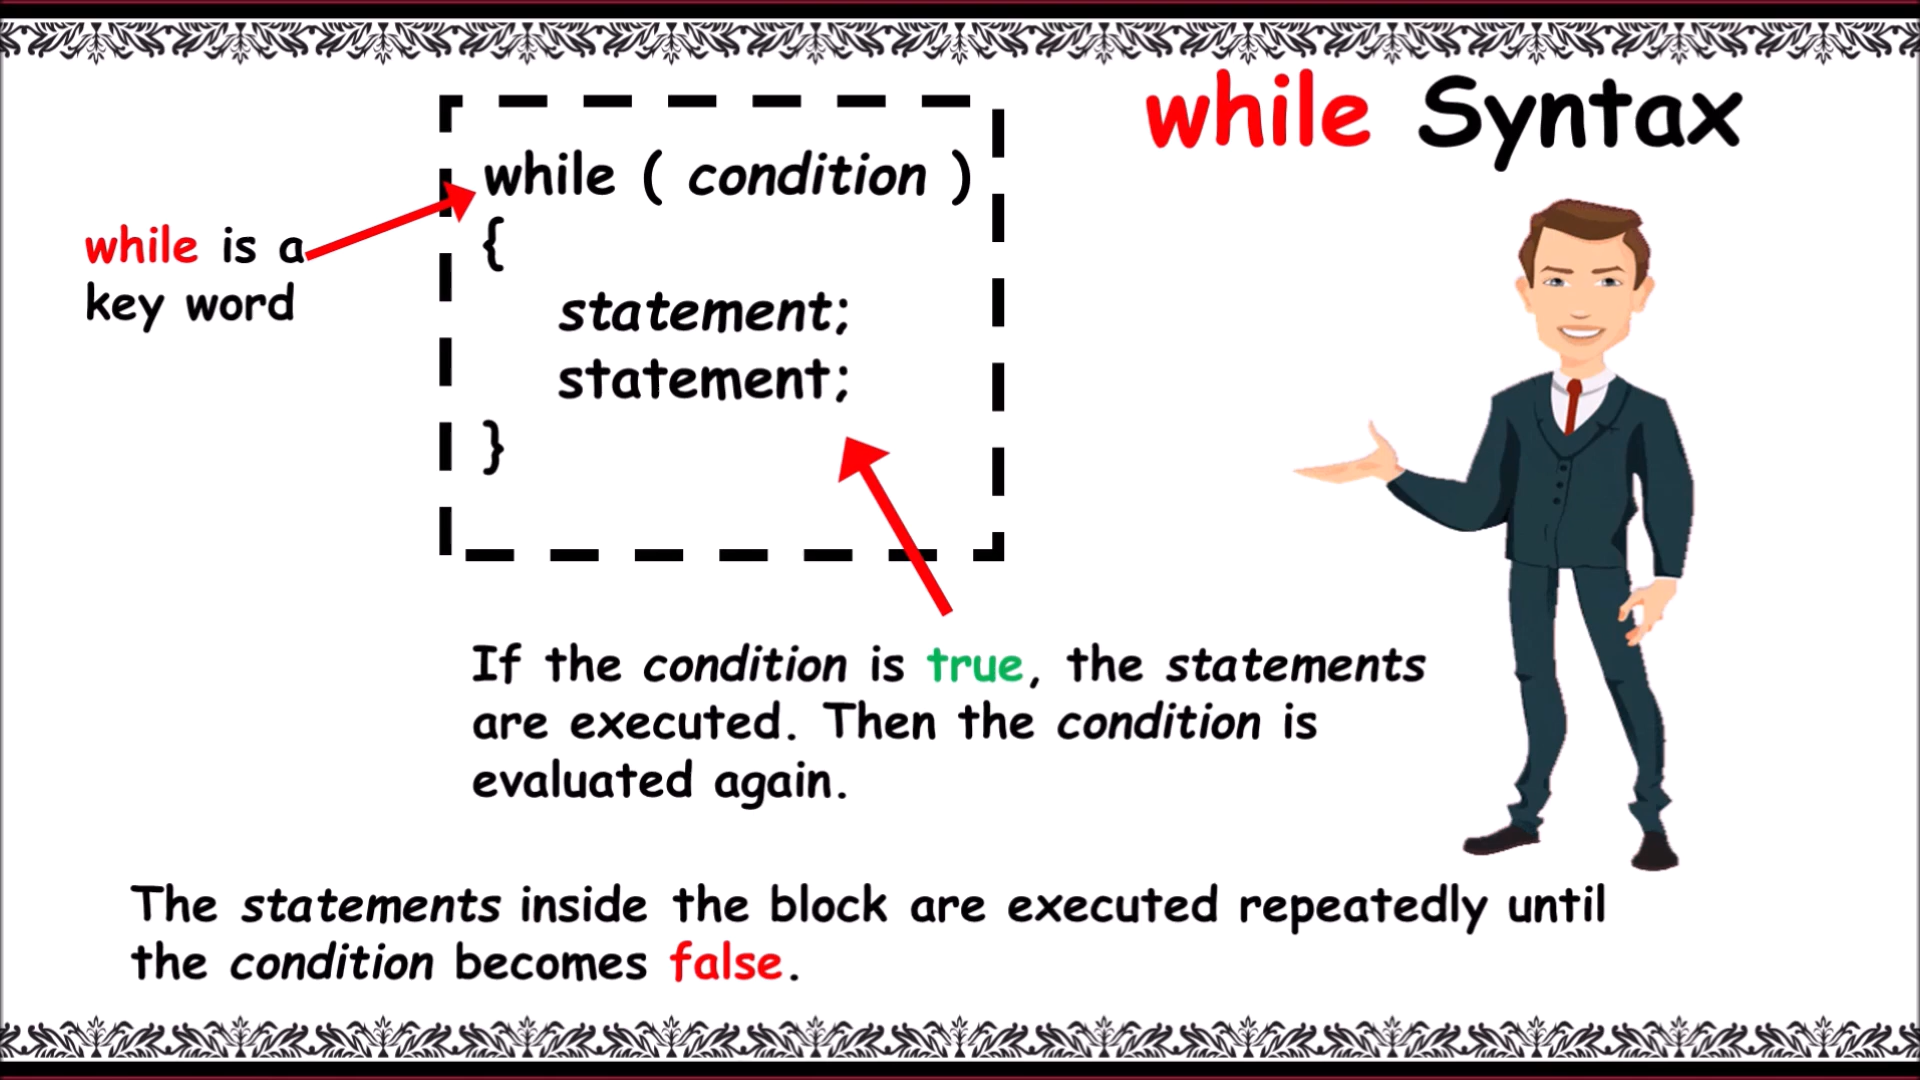 while Syntax
while ( condition )
{
statement;
statement;
}
while is a
key word
If the condition is true, the statements
are executed. Then the condition is
evaluated again.
The statements inside the block are executed repeatedly until
the condition becomes false.